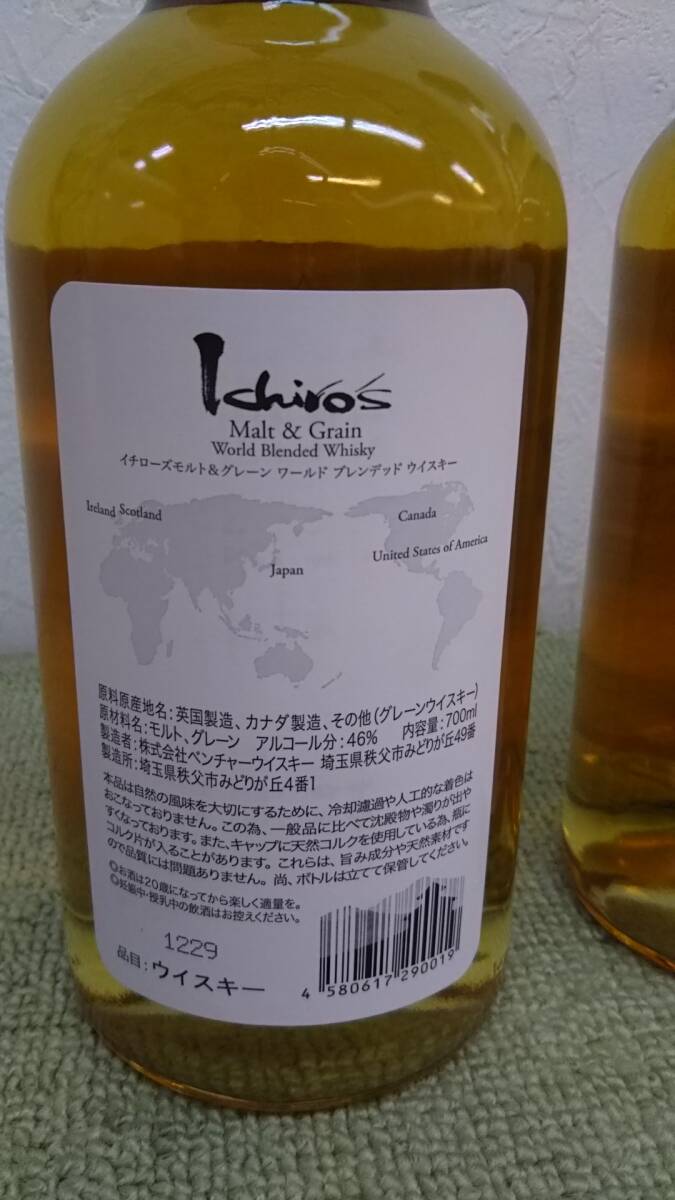 Ichiro's
Malt & Grain
World Blended Whisky
イチローズモルト&グレーン ワールド ブレンデッド ウイスキー
Ireland Scotland
Canada
United States of America
Japan
原料原産地名:英国製造、カナダ製造、その他(グレーンウイスキー)
原材料名:モルト、グレーン アルコール分:46% 内容量:700ml
製造者:株式会社ベンチャーウイスキー 埼玉県秩父市みどりが丘49番
製造所:埼玉県秩父市みどりが丘4番1
本品は自然の風味を大切にするために、冷却濾過や人工的な着色は
おこなっておりません。この為、一般品に比べて沈殿物や濁りが出や
すくなっております。また、キャップに天然コルクを使用している為、瓶に
コルク片が入ることがあります。これらは、旨み成分や天然素材です
ので品質には問題ありません。尚、ボトルは立てて保管してください。
◎お酒は20歳になってから楽しく適量を。
◎妊娠中・授乳中の飲酒はお控えください。
1229
品目:ウイスキー
4 580617 290019